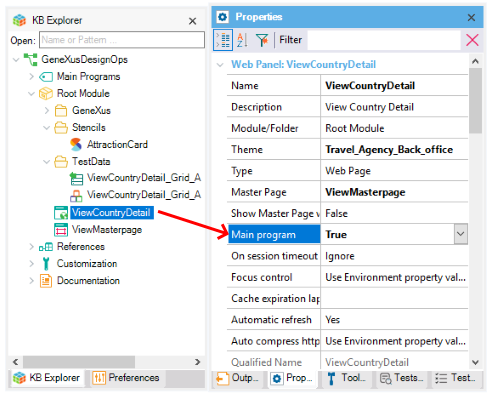 KB Explorer
Open: Name or Pattern ...
GeneXusDesignOps
Main Programs
Root Module
GeneXus
Stencils
AttractionCard
TestData
ViewCountryDetail_Grid_A
ViewCountryDetail_Grid_A
ViewCountryDetail
ViewMasterpage
References
Customization
Documentation
KB Explorer Preferences
Properties
Filter
Web Panel: ViewCountryDetail
Name ViewCountryDetail
Description View Country Detail
Module/Folder Root Module
Theme Travel_Agency_Back_office
Type Web Page
Master Page ViewMasterpage
Show Master Page w False
Main program True
On session timeout Ignore
Focus control Use Environment property val...
Cache expiration lap
Automatic refresh Yes
Auto compress http Use Environment property val...
Qualified Name ViewCountryDetail
Outp... Prop... Tool... Tests... Test...